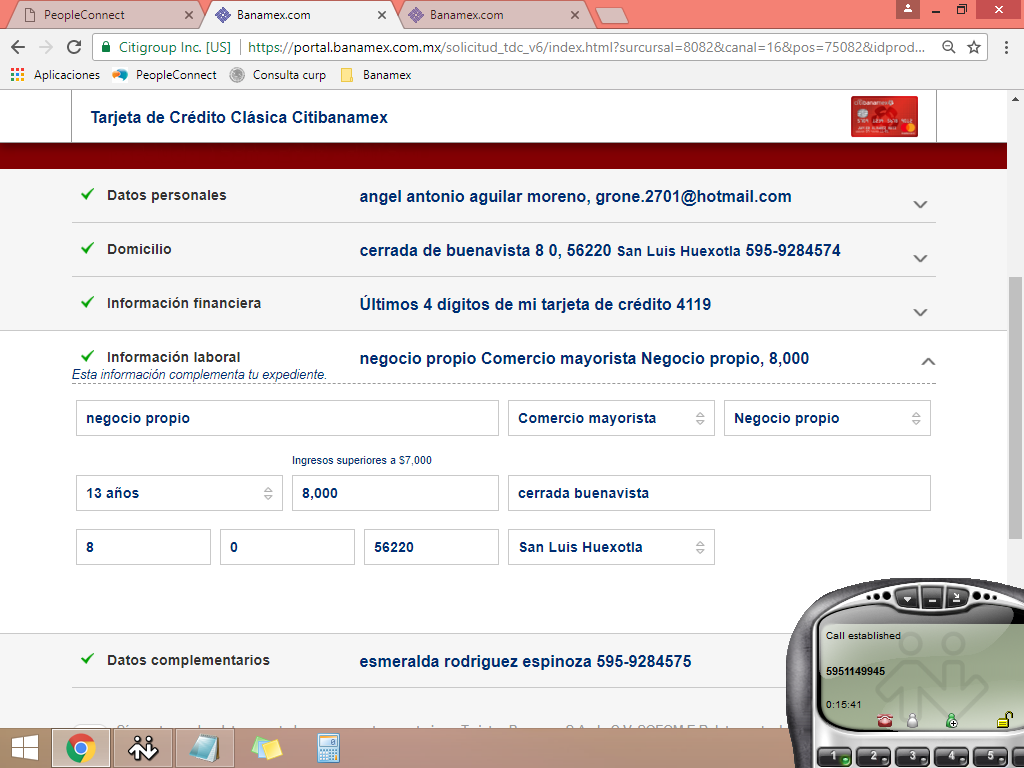 PeopleConnect
Banamex.com
Banamex.com
Citigroup Inc. [US] https://portal.banamex.com.mx/solicitud_tdc_v6/index.html?surcursal=8082&canal=16&pos=75082&idprod...
Aplicaciones PeopleConnect Consulta curp Banamex
Tarjeta de Crédito Clásica Citibanamex
Datos personales angel antonio aguilar moreno, grone.2701@hotmail.com
Domicilio cerrada de buenavista 8 0, 56220 San Luis Huexotla 595-9284574
Información financiera Últimos 4 dígitos de mi tarjeta de crédito 4119
Información laboral negocio propio Comercio mayorista Negocio propio, 8,000
Esta información complementa tu expediente.
negocio propio Comercio mayorista Negocio propio
Ingresos superiores a $7,000
13 años 8,000 cerrada buenavista
8 0 56220 San Luis Huexotla
Datos complementarios esmeralda rodriguez espinoza 595-9284575
Call established
5951149945
0:15:41
1 2 3 4 5